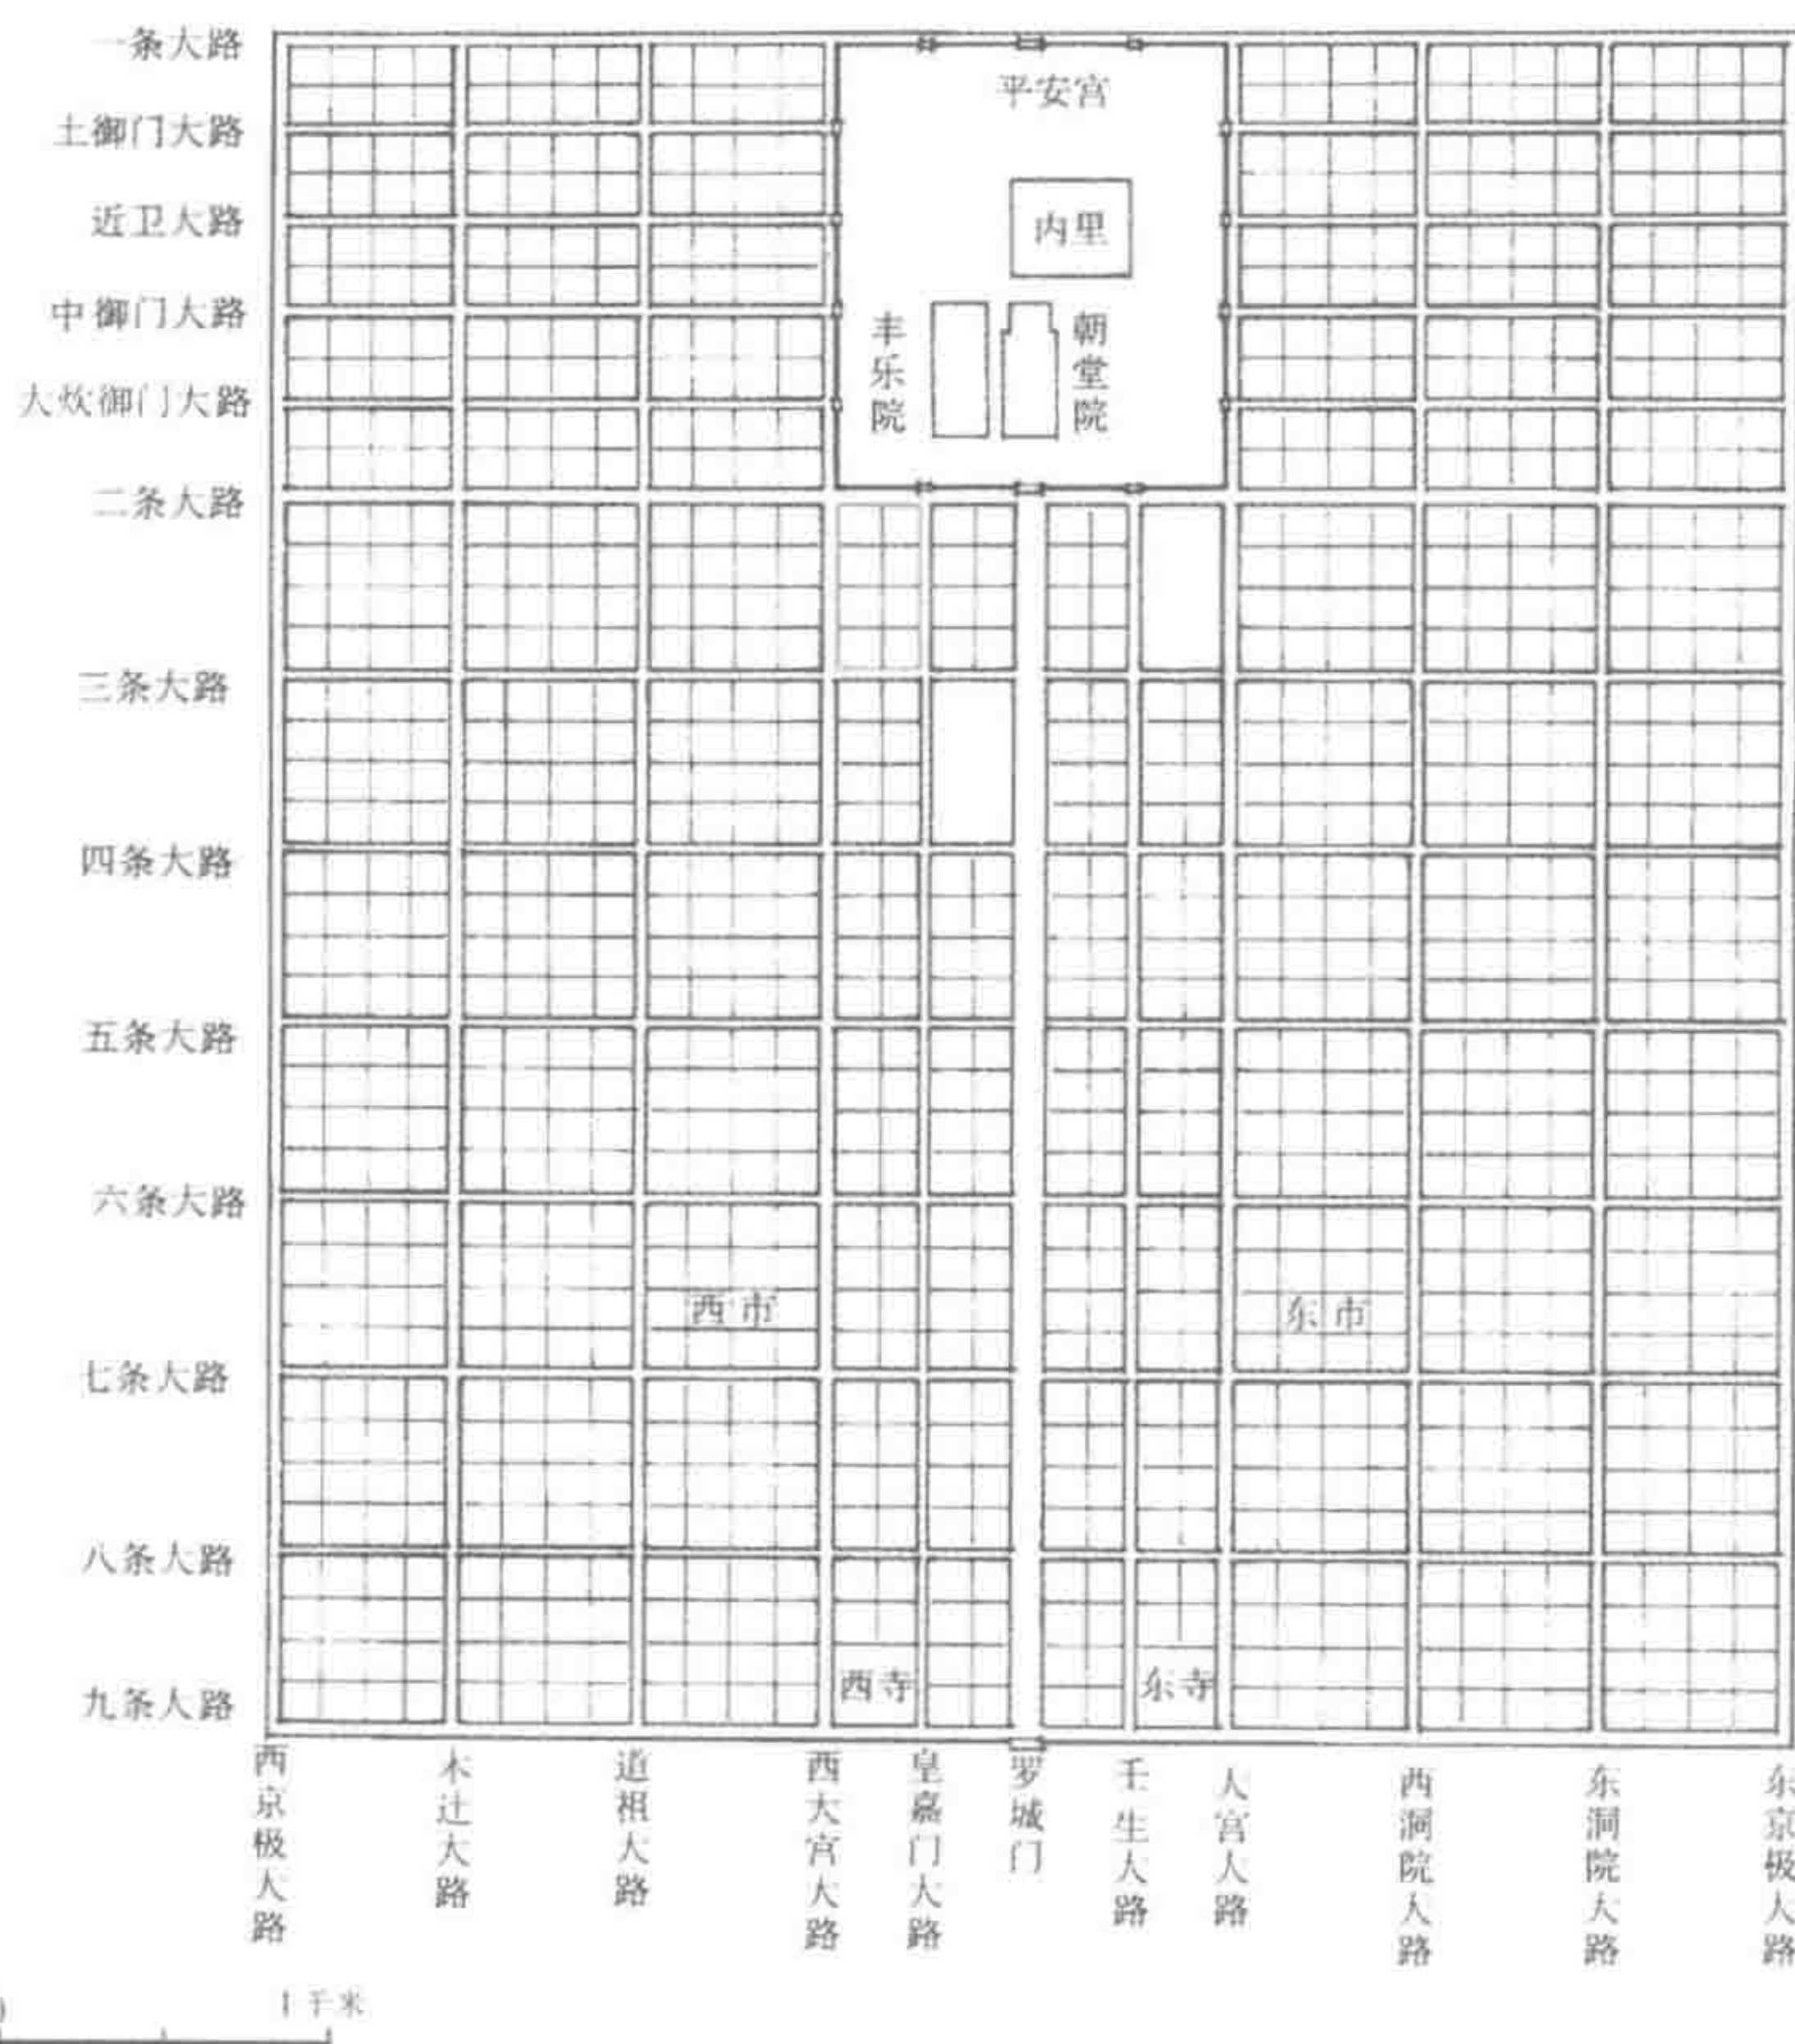 一条大路
土御门大路
近卫大路
中御门大路
大炊御门大路
二条大路
三条大路
四条大路
五条大路
六条大路
七条大路
八条大路
九条大路
平安宫
内里
丰乐院
朝堂院
西市
东市
西寺
东寺
西京极大路
木辻大路
道祖大路
西大宫大路
皇嘉门大路
罗城门
壬生大路
大宫大路
西洞院大路
东洞院大路
东京极大路
1千米